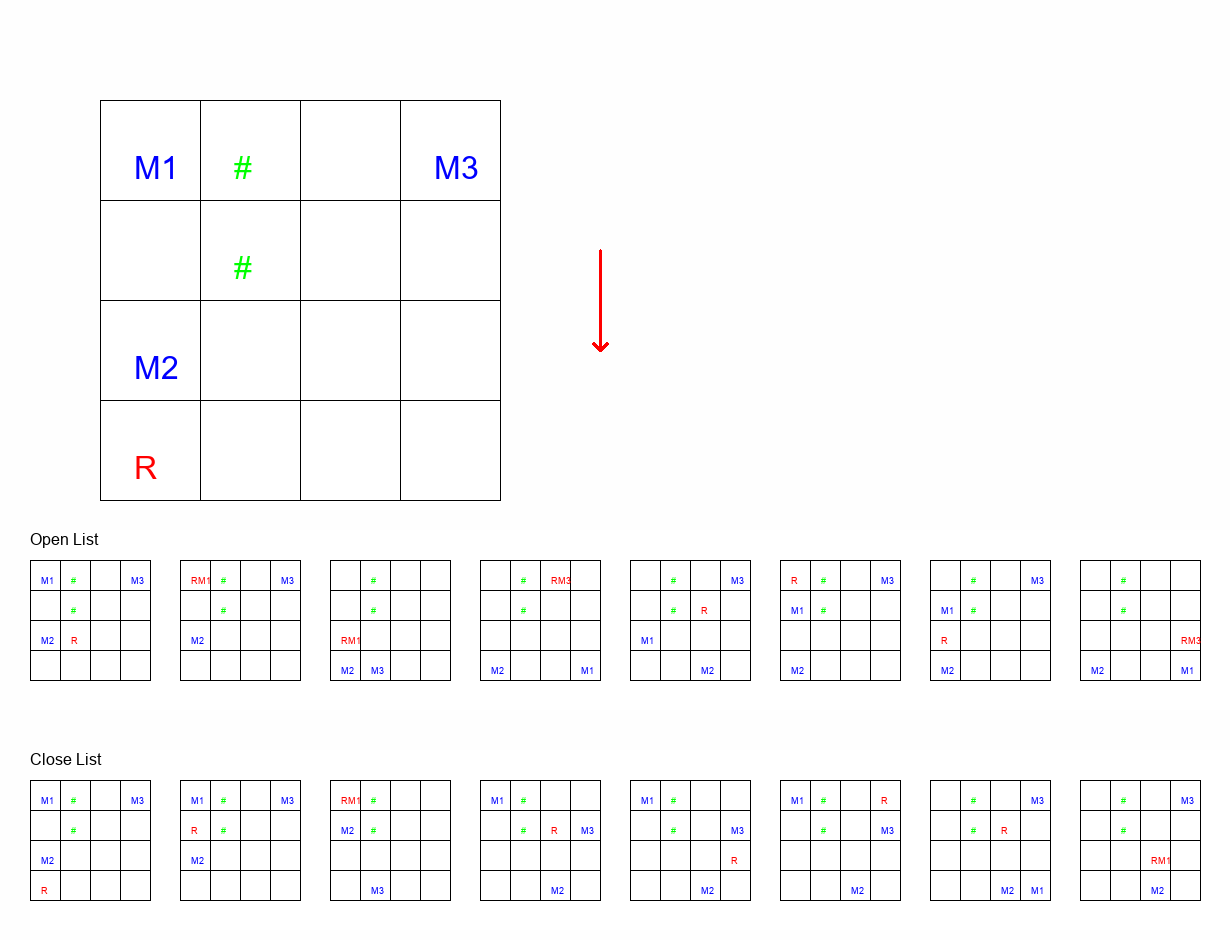 M1 # M3
#
M2
R
Open List
M1 # M3 RM1 # M3 # # RM3 # M3 R # M3 # M3 #
# # # # # R M1 # M1 # #
M2 R M2 RM1 M1 R RM3
M2 M3 M2 M1 M2 M2 M2 M2 M1
Close List
M1 # M3 M1 # M3 RM1 # M1 # M1 # M1 # R # M3 # M3
# R # M2 # # R M3 # M3 # M3 # R #
M2 M2 R RM1
R M3 M2 M2 M2 M2 M1 M2